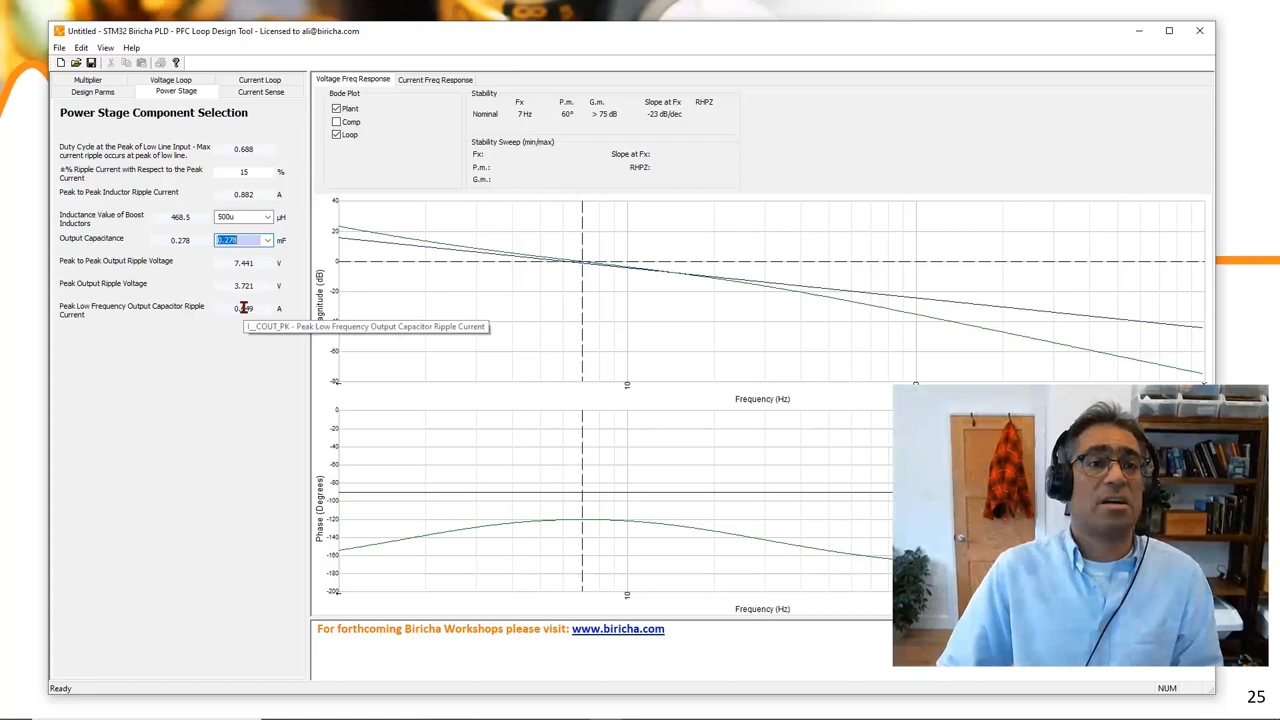 Untitled - STM32 Biricha PLD - PFC Loop Design Tool - Licensed to ali@biricha.com
File Edit View Help
Multiplier Voltage Loop Current Loop
Design Parms Power Stage Current Sense
Power Stage Component Selection
Duty Cycle at the Peak of Low Line Input - Max
current ripple occurs at peak of low line. 0.688
±% Ripple Current with Respect to the Peak
Current 15 %
Peak to Peak Inductor Ripple Current 0.882 A
Inductance Value of Boost
Inductors 468.5 500u µH
Output Capacitance 0.278 0.278 mF
Peak to Peak Output Ripple Voltage 7.441 V
Peak Output Ripple Voltage 3.721 V
Peak Low Frequency Output Capacitor Ripple
Current A
I__COUT_PK - Peak Low Frequency Output Capacitor Ripple Current
Voltage Freq Response Current Freq Response
Bode Plot
Plant
Comp
Loop
Stability
Fx P.m. G.m. Slope at Fx RHPZ
Nominal 7 Hz 60° > 75 dB -23 dB/dec
Stability Sweep (min/max)
Fx: Slope at Fx:
P.m.: RHPZ:
G.m.:
40
20
0
-20
-60
-80
(dB)
10
Frequency (Hz)
0
-20
-40
-60
-80
-100
-120
-140
-160
-180
-200
Phase (Degrees)
10
Frequency (Hz)
For forthcoming Biricha Workshops please visit: www.biricha.com
Ready NUM
25